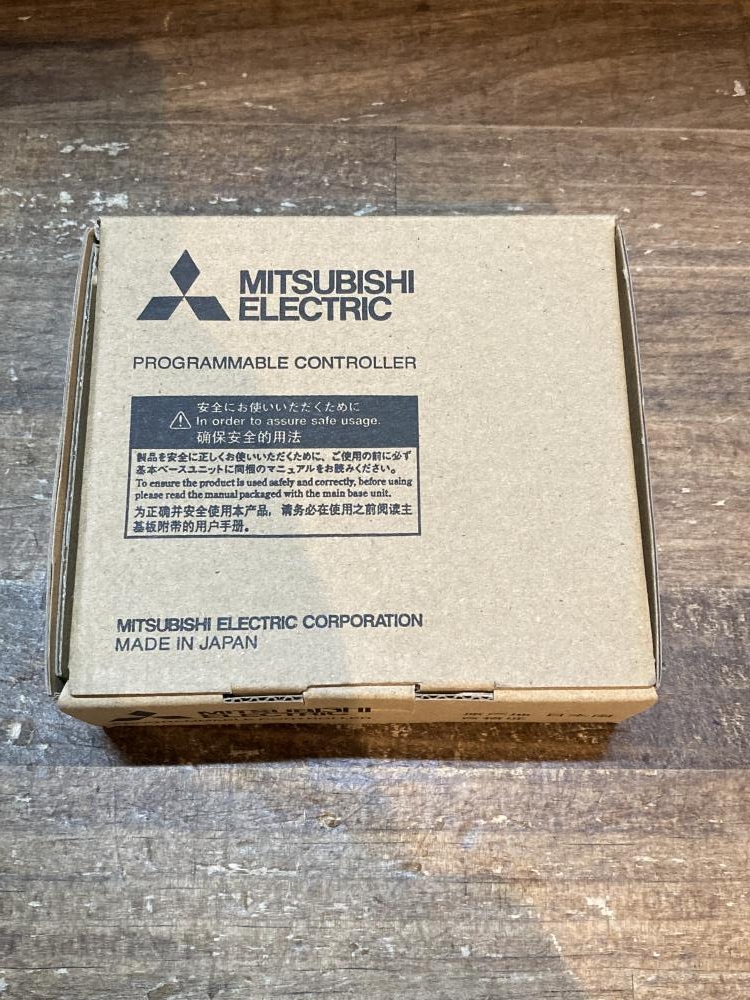 MITSUBISHI
ELECTRIC
PROGRAMMABLE CONTROLLER
安全にお使いいただくために
In order to assure safe usage.
确保安全的用法
製品を安全に正しくお使いいただくために、ご使用の前に必ず
基本ベースユニットに同梱のマニュアルをお読みください。
To ensure the product is used safely and correctly, before using
please read the manual packaged with the main base unit.
为正确并安全使用本产品，请务必在使用之前阅读主
基板附带的用户手册。
MITSUBISHI ELECTRIC CORPORATION
MADE IN JAPAN
MITSUBISHI
ELECTRIC